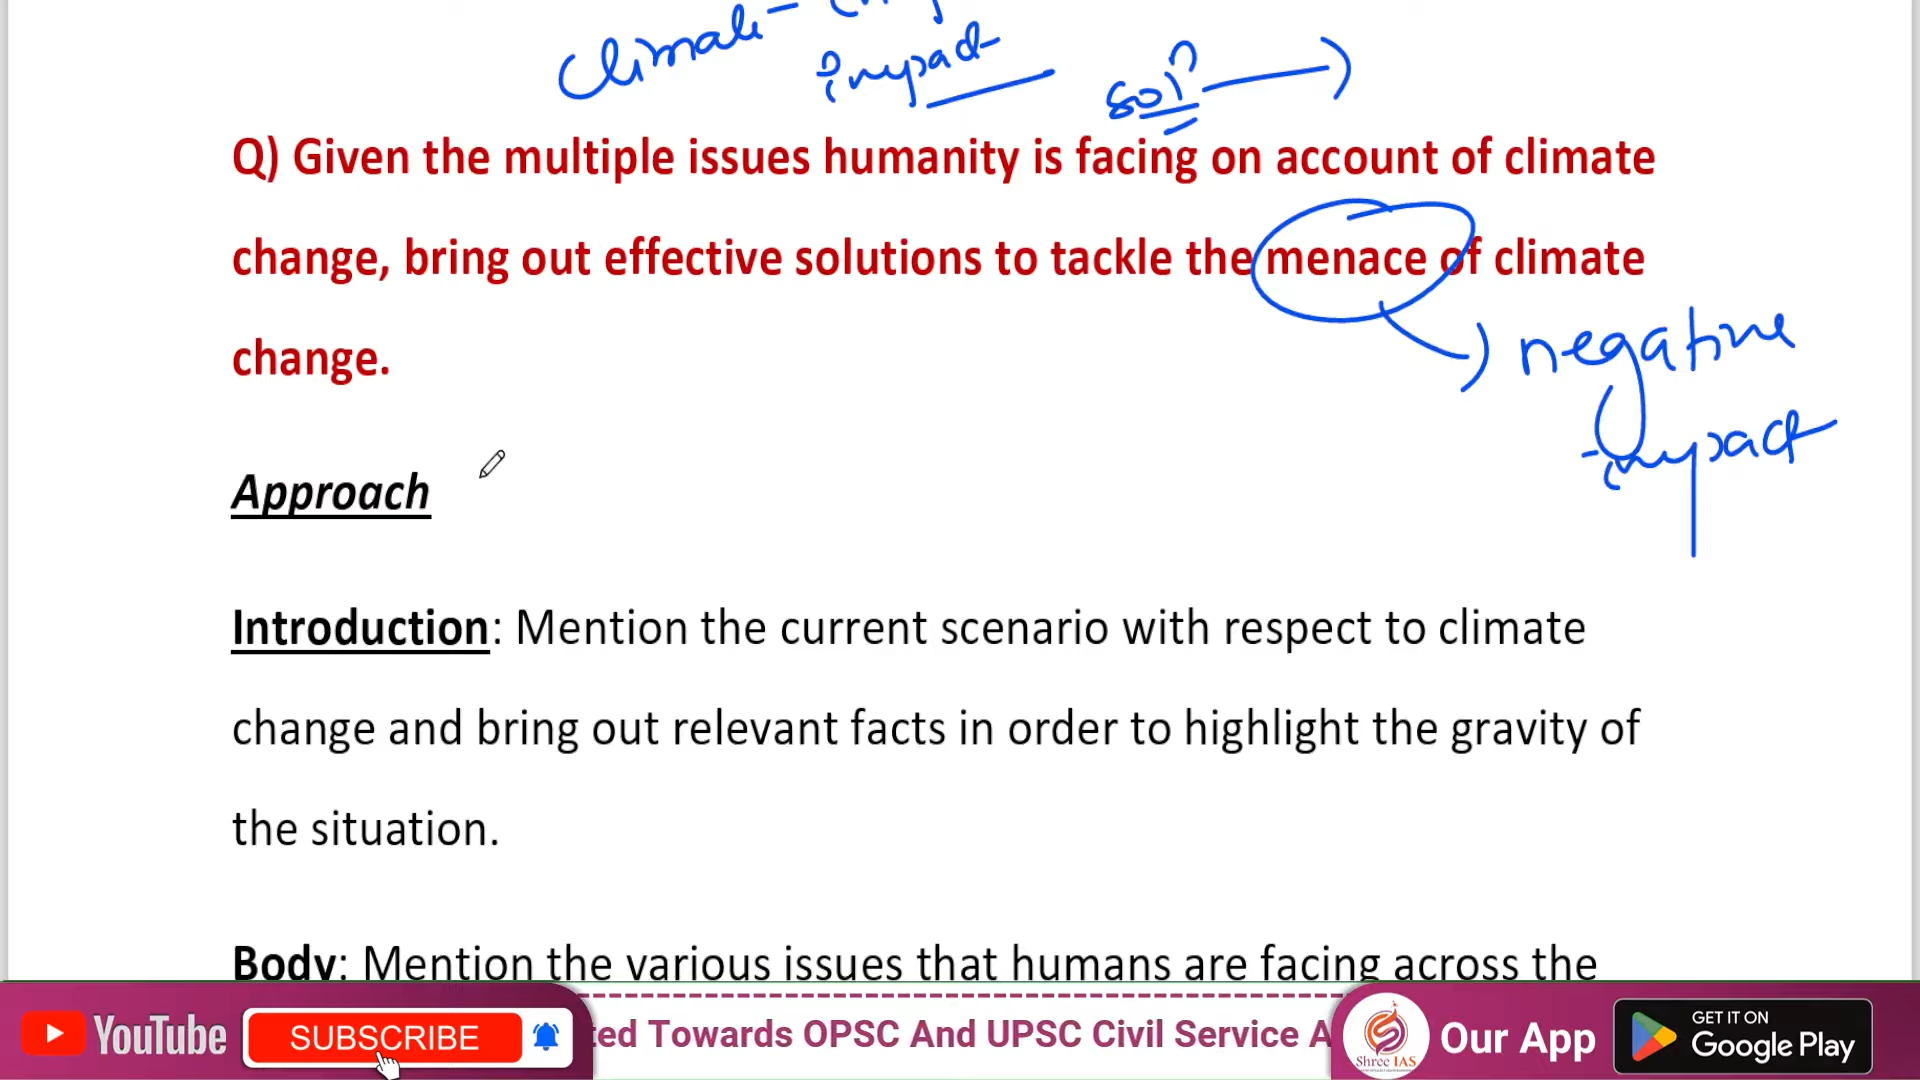 Climate -
impact
sol n
Q) Given the multiple issues humanity is facing on account of climate
change, bring out effective solutions to tackle the menace of climate
change.
negative
impact
Approach
Introduction: Mention the current scenario with respect to climate
change and bring out relevant facts in order to highlight the gravity of
the situation.
Body: Mention the various issues that humans are facing across the
YouTube
SUBSCRIBE
ted Towards OPSC And UPSC Civil Service A
Shree IAS
Our App
GET IT ON
Google Play